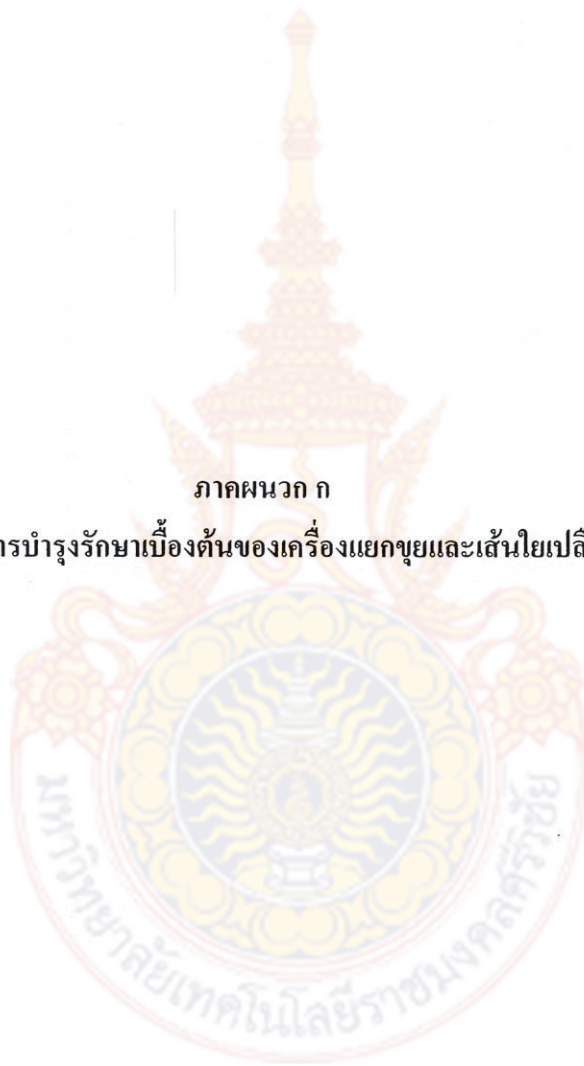 ภาคผนวก ก
การบำรุงรักษาเบื้องต้นของเครื่องแยกขุยและเส้นใยเปลื
มหาวิทยาลัยเทคโนโลยีราชมงคลศรีวิชัย